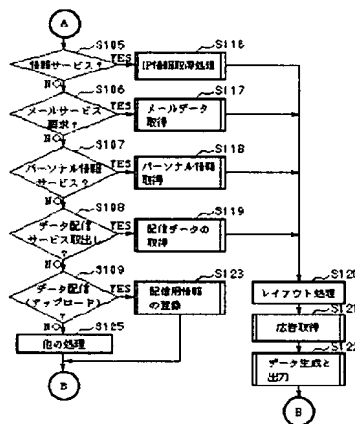 A
S105
情報サービス?
YES
S116
IPI情報取得処理
NO
S106
メールサービス
要求?
YES
S117
メールデータ
取得
NO
S107
パーソナル情報
サービス?
YES
S118
パーソナル情報
取得
NO
S108
データ配信
サービス取出し
?
YES
S119
配信データの
取得
NO
S109
データ配信
(アップロード)
?
YES
S123
配信用情報
の登録
NO
S125
他の処理
B
S120
レイアウト処理
S121
広告取得
S122
データ生成と
出力
B